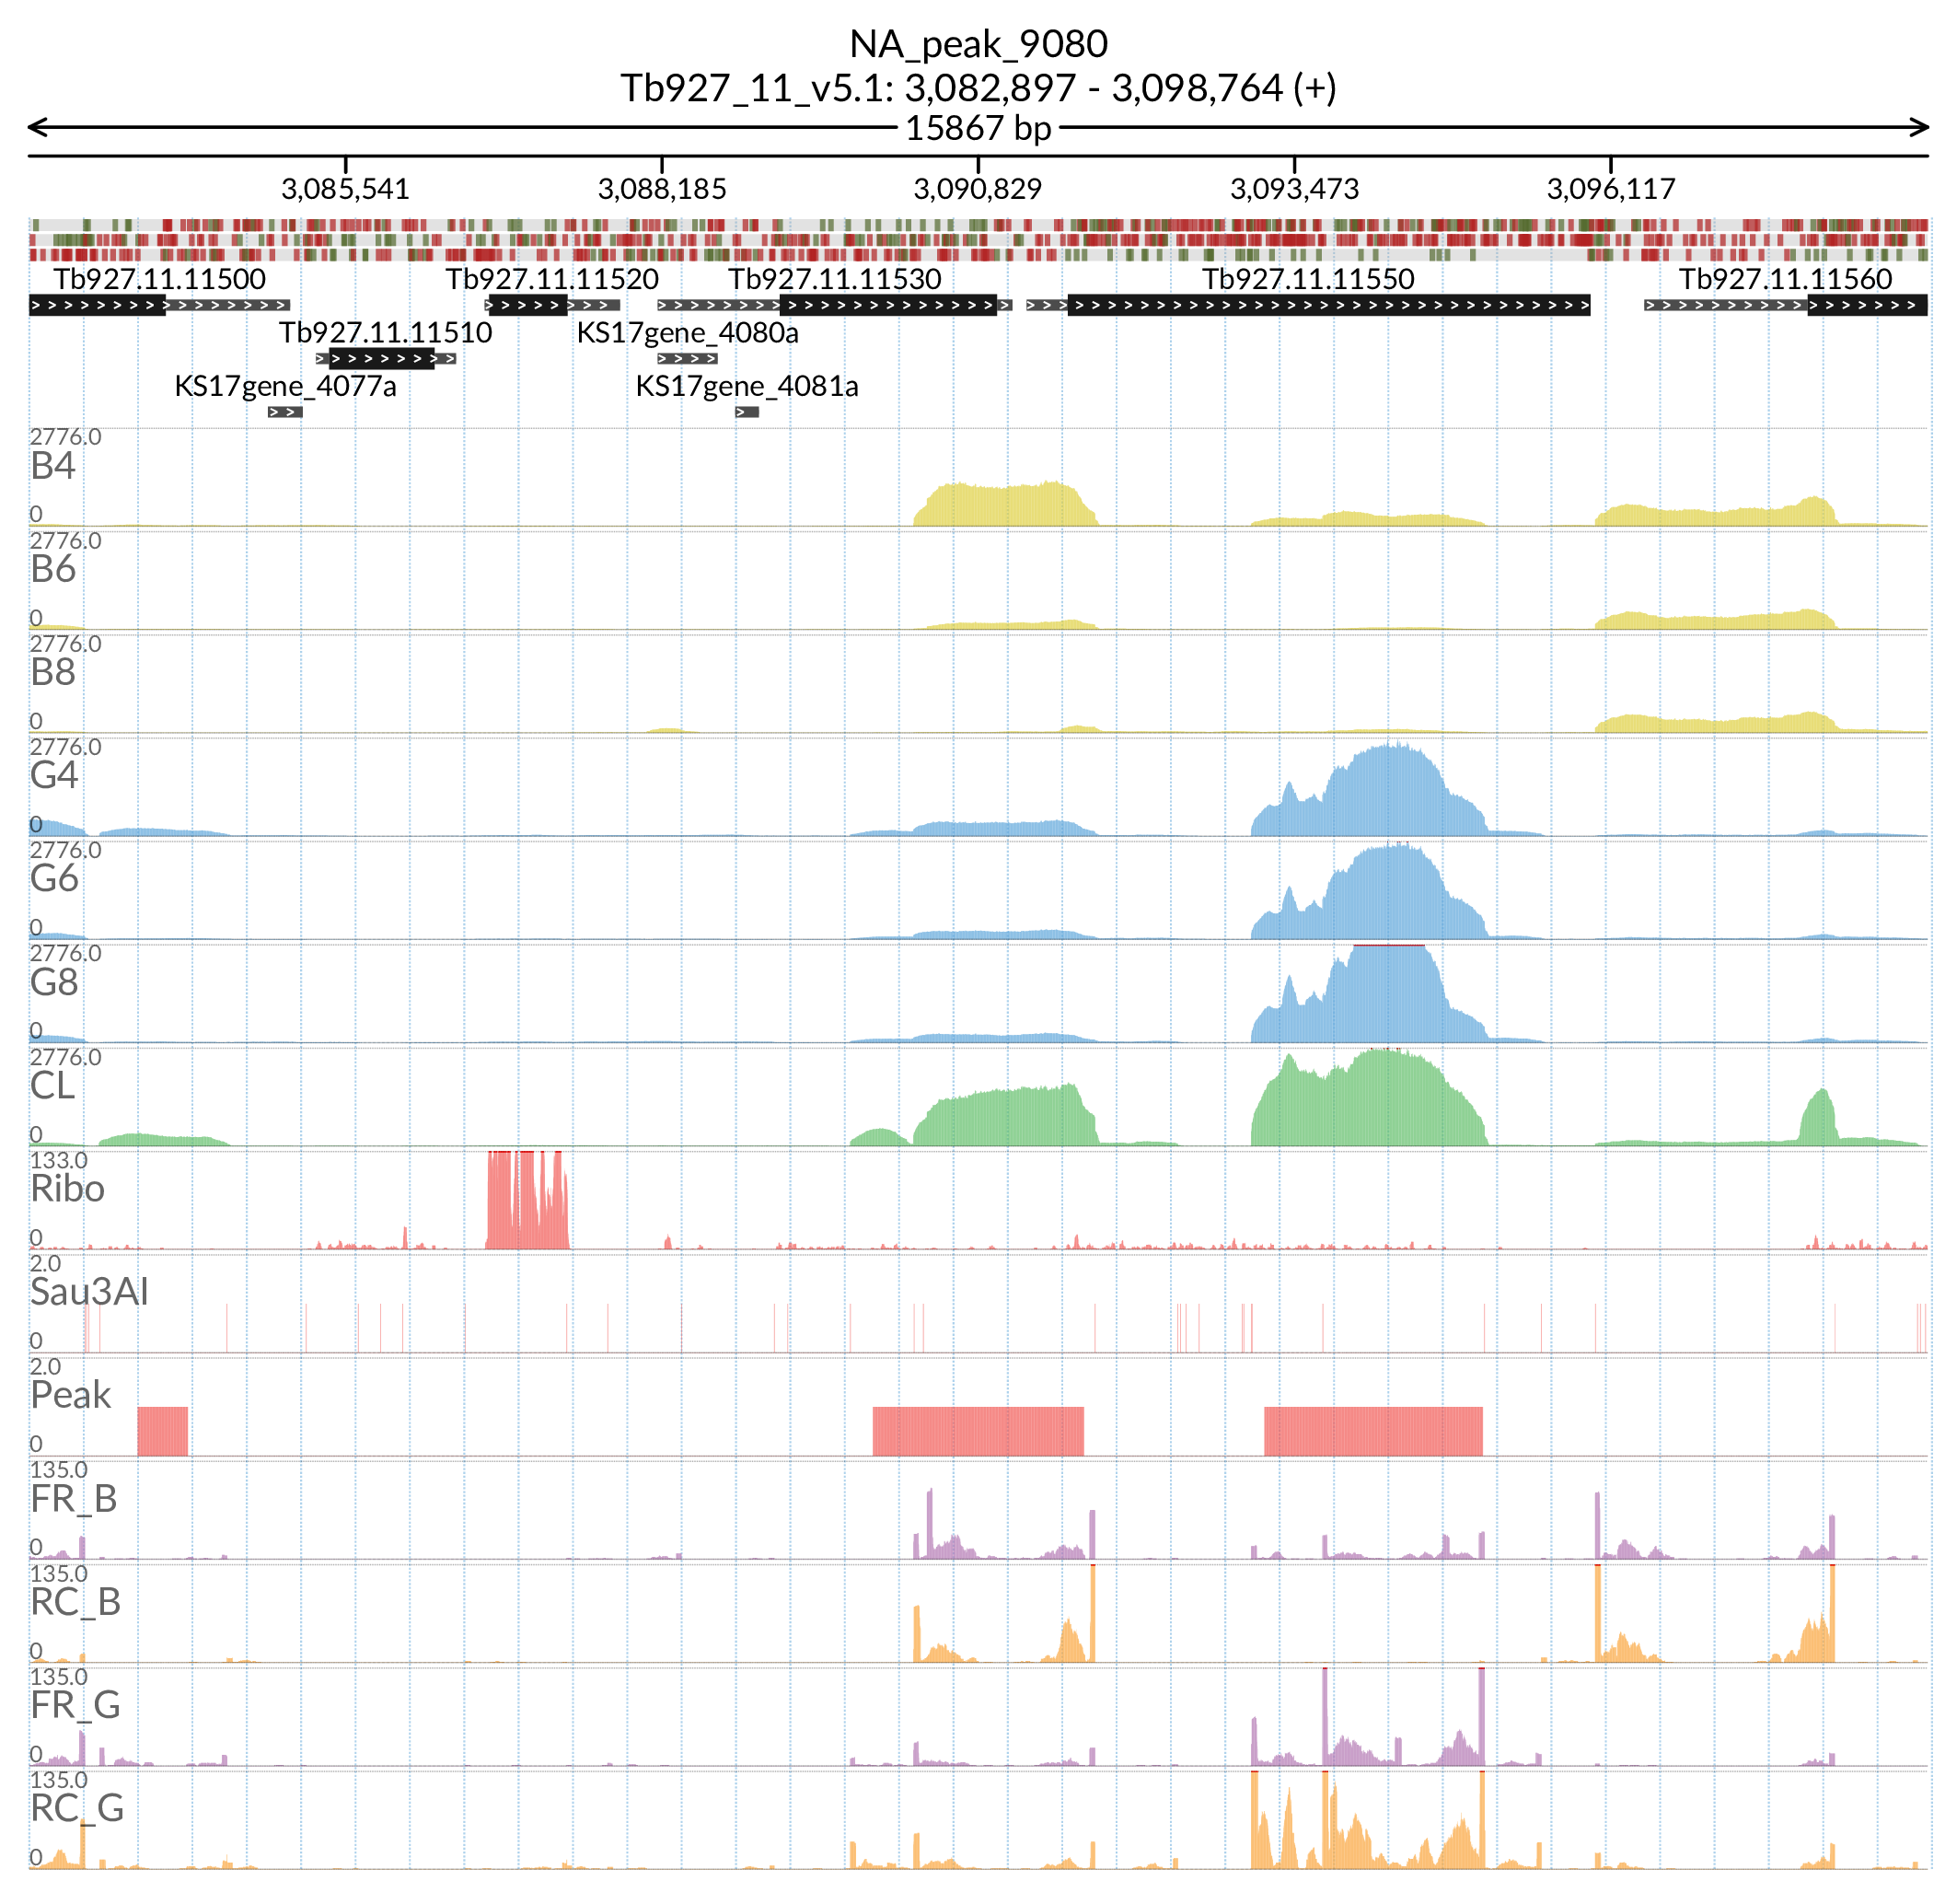 NA_peak_9080
Tb927_11_v5.1: 3,082,897 - 3,098,764 (+)
15867 bp
3,085,541 3,088,185 3,090,829 3,093,473 3,096,117
Tb927.11.11500 Tb927.11.11520 Tb927.11.11530 Tb927.11.11550 Tb927.11.11560
Tb927.11.11510 KS17gene_4080a
KS17gene_4077a KS17gene_4081a
2776.0
B4
0
2776.0
B6
0
2776.0
B8
0
2776.0
G4
0
2776.0
G6
0
2776.0
G8
0
2776.0
CL
0
133.0
Ribo
0
2.0
Sau3AI
0
2.0
Peak
0
135.0
FR_B
0
135.0
RC_B
0
135.0
FR_G
0
135.0
RC_G
0